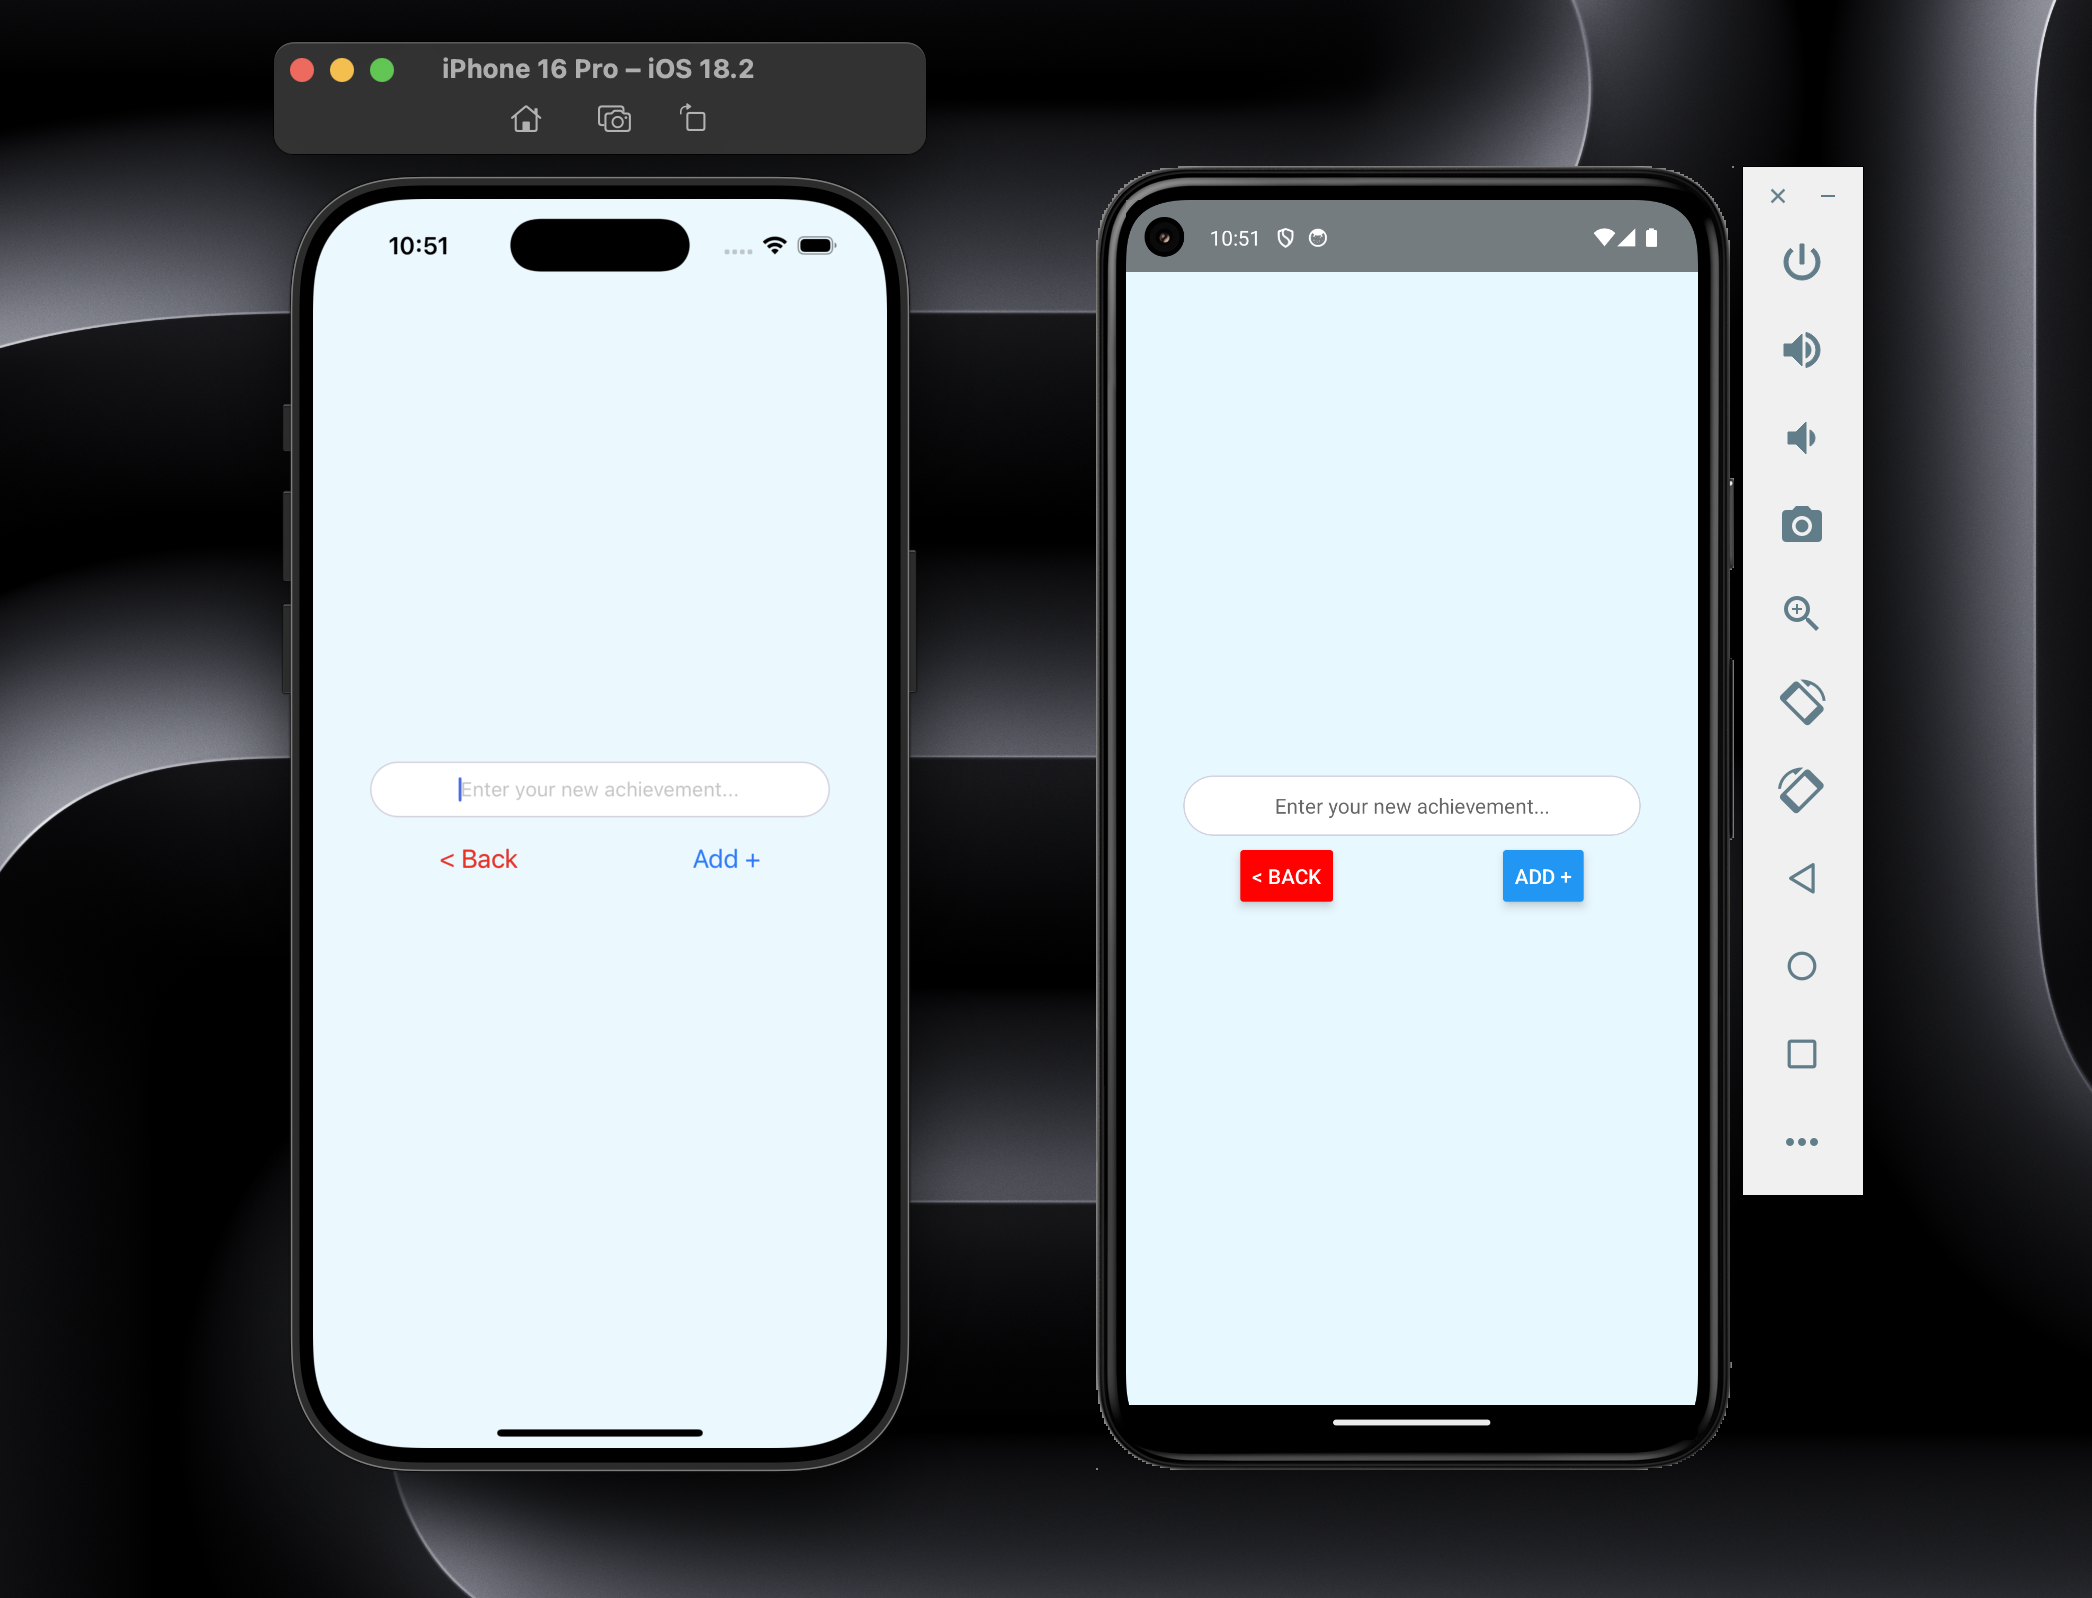 iPhone 16 Pro – iOS 18.2
10:51
Enter your new achievement...
< Back
Add +
10:51
Enter your new achievement...
< BACK
ADD +